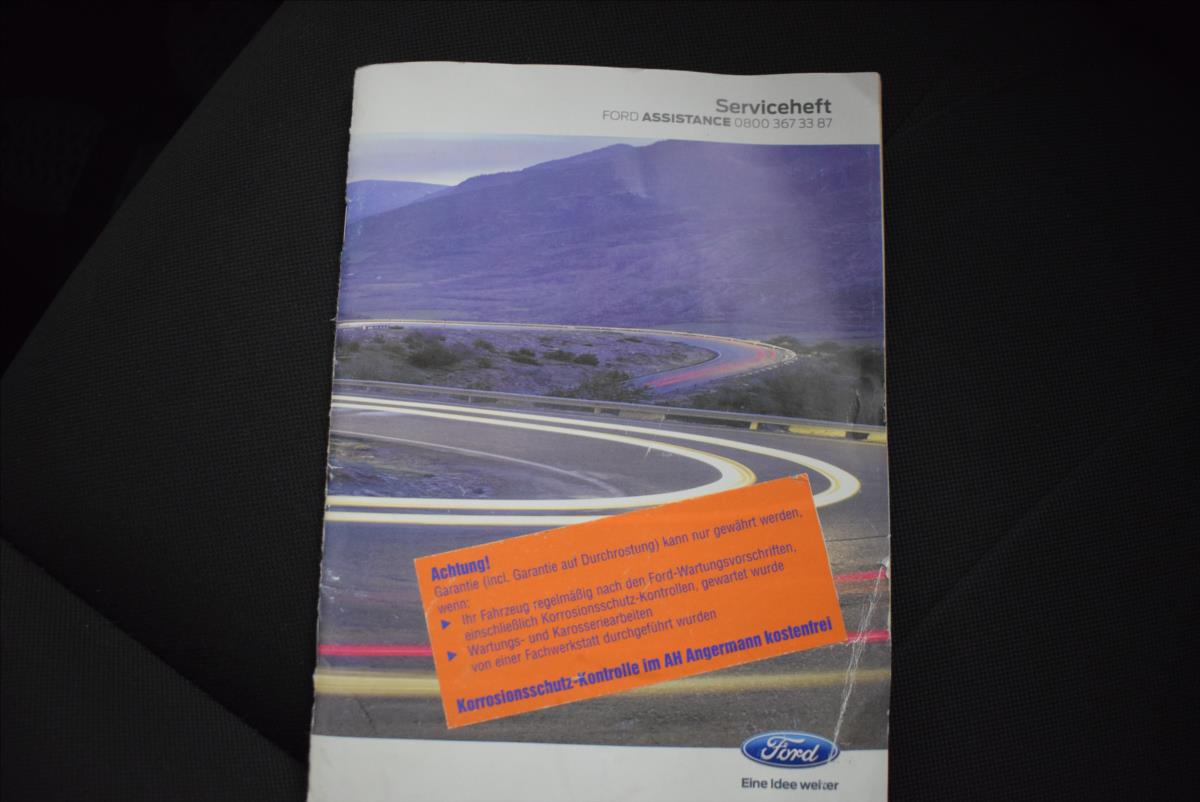 Serviceheft
FORD ASSISTANCE 0800 367 33 87
Achtung!
Garantie (incl. Garantie auf Durchrostung) kann nur gewährt werden,
wenn:
► Ihr Fahrzeug regelmäßig nach den Ford-Wartungsvorschriften,
einschließlich Korrosionsschutz-Kontrollen, gewartet wurde
► Wartungs- und Karosseriearbeiten
von einer Fachwerkstatt durchgeführt wurden
Korrosionsschutz-Kontrolle im AH Angermann kostenfrei
Ford
Eine Idee weiter